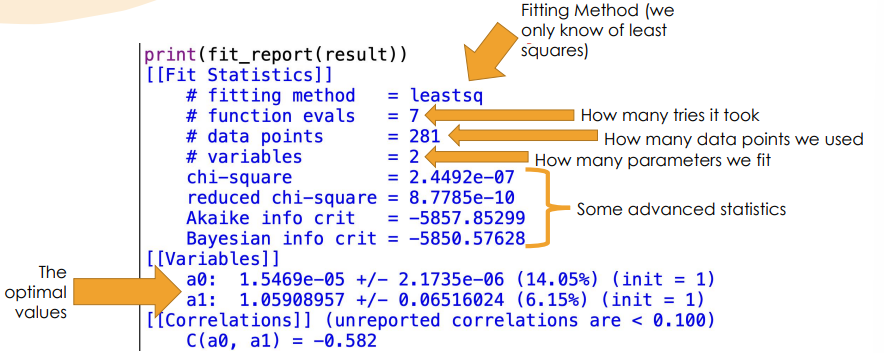 Fitting Method (we
only know of least
squares)
print(fit_report(result))
[[Fit Statistics]]
# fitting method = leastsq
# function evals = 7
How many tries it took
# data points = 281
How many data points we used
# variables = 2
How many parameters we fit
chi-square = 2.4492e-07
reduced chi-square = 8.7785e-10
Akaike info crit = -5857.85299
Bayesian info crit = -5850.57628
Some advanced statistics
[[Variables]]
a0: 1.5469e-05 +/- 2.1735e-06 (14.05%) (init = 1)
a1: 1.05908957 +/- 0.06516024 (6.15%) (init = 1)
The
optimal
values
[[Correlations]] (unreported correlations are < 0.100)
C(a0, a1) = -0.582